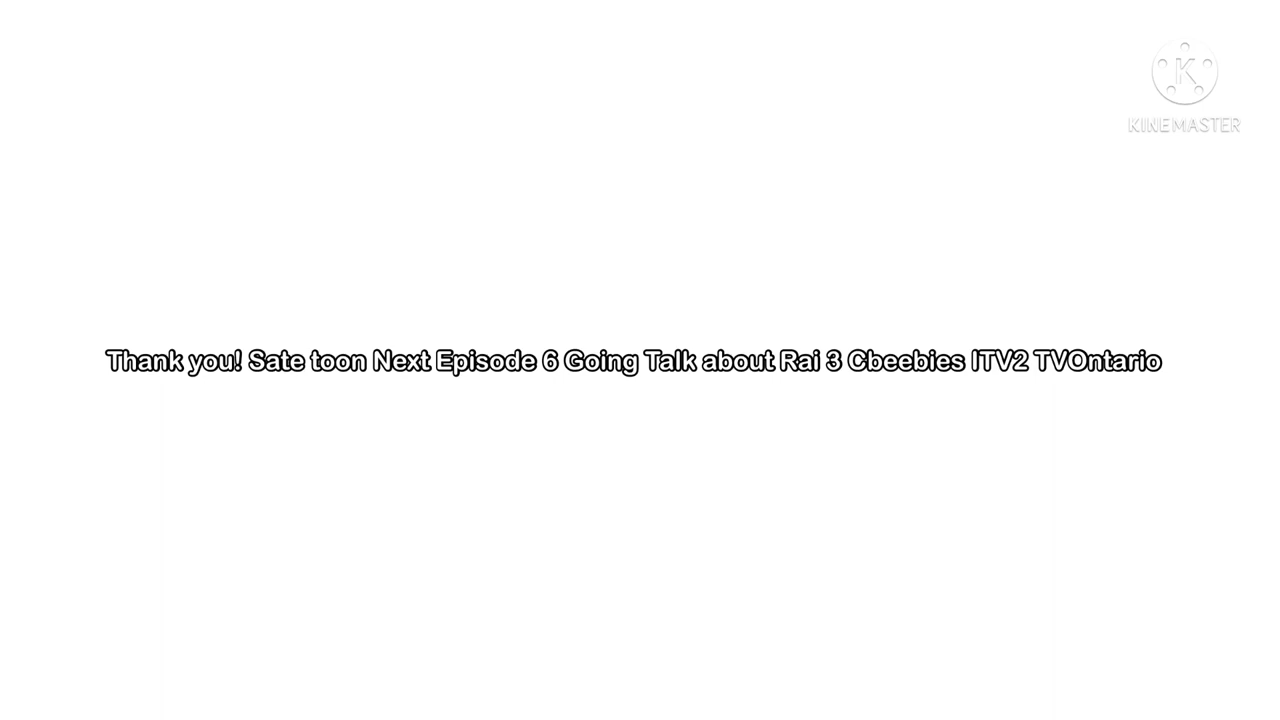 K
KINEMASTER
Thank you! Sate toon Next Episode 6 Going Talk about Rai 3 Cbeebies ITV2 TVOntario